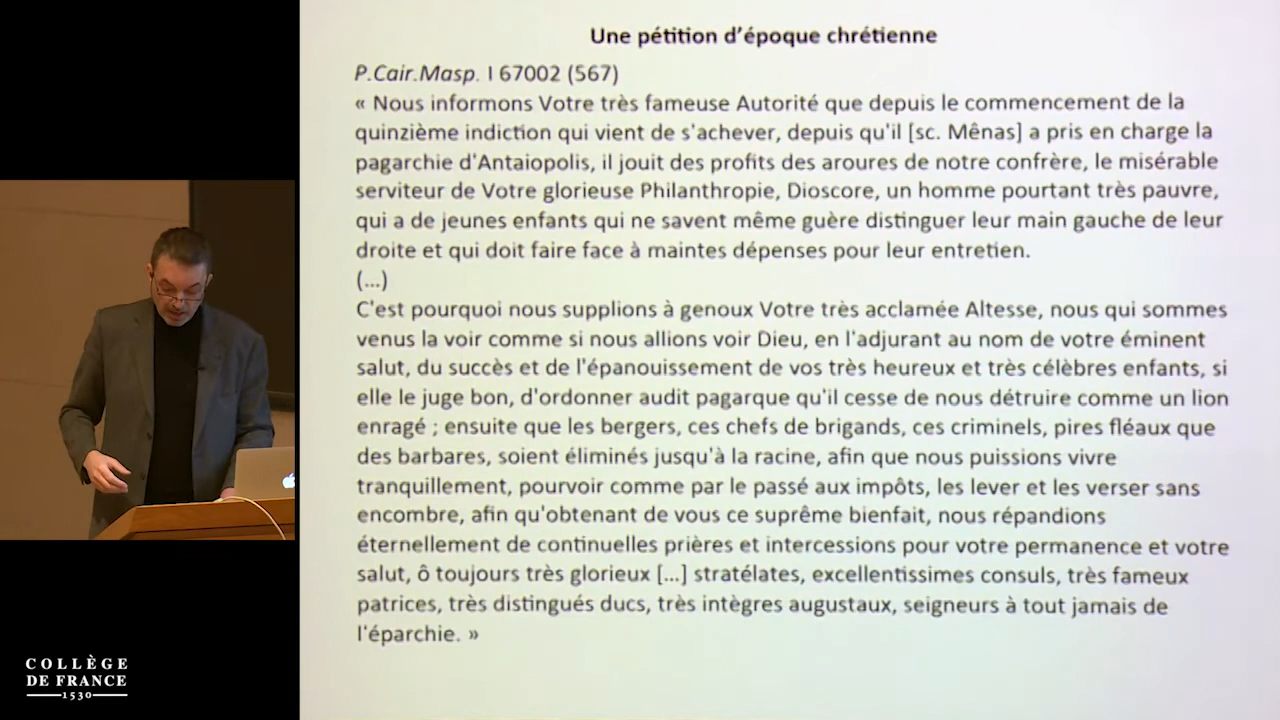 Une pétition d'époque chrétienne
P.Cair.Masp. I 67002 (567)
« Nous informons Votre très fameuse Autorité que depuis le commencement de la
quinzième indiction qui vient de s'achever, depuis qu'il [sc. Mênas] a pris en charge la
pagarchie d'Antaiopolis, il jouit des profits des aroures de notre confrère, le misérable
serviteur de Votre glorieuse Philanthropie, Dioscore, un homme pourtant très pauvre,
qui a de jeunes enfants qui ne savent même guère distinguer leur main gauche de leur
droite et qui doit faire face à maintes dépenses pour leur entretien.
(...)
C'est pourquoi nous supplions à genoux Votre très acclamée Altesse, nous qui sommes
venus la voir comme si nous allions voir Dieu, en l'adjurant au nom de votre éminent
salut, du succès et de l'épanouissement de vos très heureux et très célèbres enfants, si
elle le juge bon, d'ordonner audit pagarque qu'il cesse de nous détruire comme un lion
enragé ; ensuite que les bergers, ces chefs de brigands, ces criminels, pires fléaux que
des barbares, soient éliminés jusqu'à la racine, afin que nous puissions vivre
tranquillement, pourvoir comme par le passé aux impôts, les lever et les verser sans
encombre, afin qu'obtenant de vous ce suprême bienfait, nous répandions
éternellement de continuelles prières et intercessions pour votre permanence et votre
salut, ô toujours très glorieux [...] stratélates, excellentissimes consuls, très fameux
patrices, très distingués ducs, très intègres augustaux, seigneurs à tout jamais de
l'éparchie. »
COLLÈGE
DE FRANCE
1530